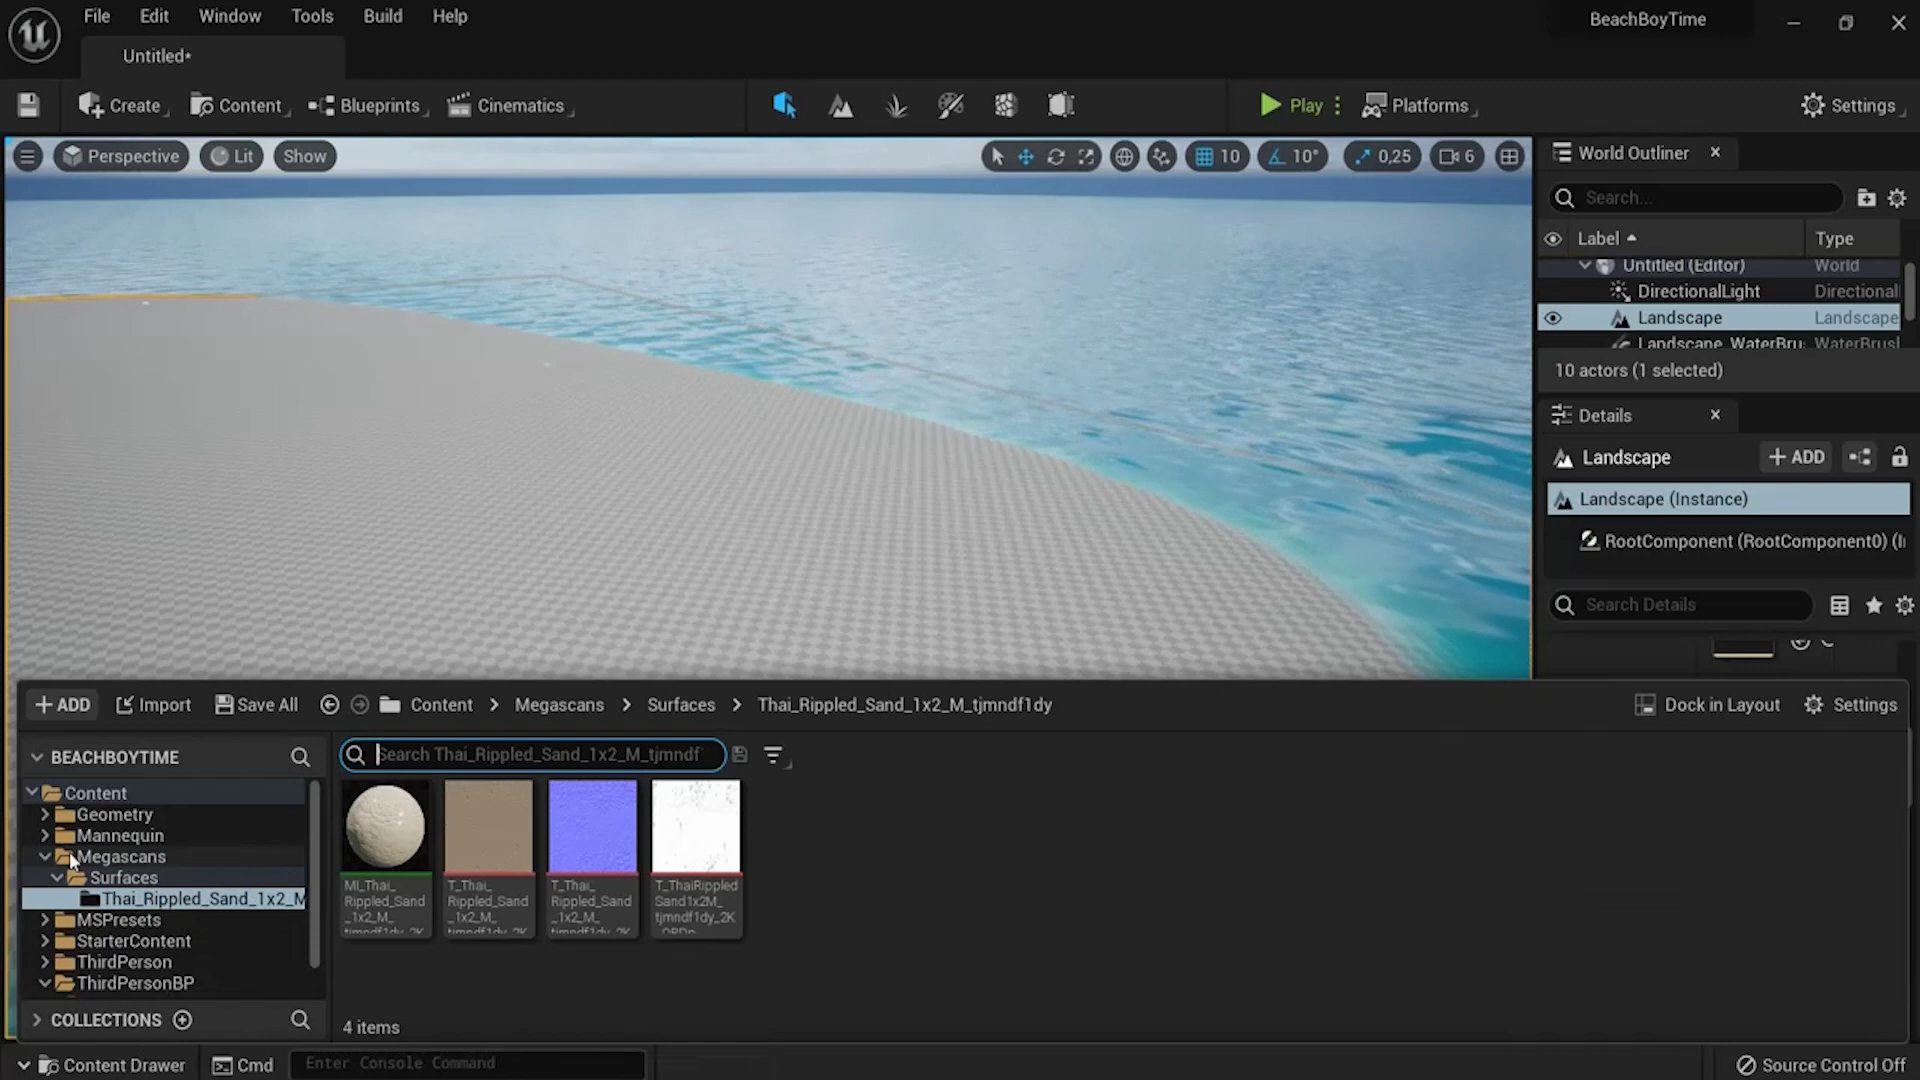 File Edit Window Tools Build Help
BeachBoyTime
Untitled*
Create Content Blueprints Cinematics Play Platforms Settings
Perspective Lit Show 10 10° 0,25 6
World Outliner
Search...
Label Type
Untitled (Editor) World
DirectionalLight Directional
Landscape Landscape
Landscape_WaterBru WaterBrusl
10 actors (1 selected)
Details
Landscape + ADD
Landscape (Instance)
RootComponent (RootComponent0) (I
Search Details
+ ADD Import Save All Content > Megascans > Surfaces > Thai_Rippled_Sand_1x2_M_tjmndf1dy Dock in Layout Settings
BEACHBOYTIME
Search Thai_Rippled_Sand_1x2_M_tjmndf
Content
Geometry
Mannequin
Megascans
Surfaces
Thai_Rippled_Sand_1x2_M
MSPresets
StarterContent
ThirdPerson
ThirdPersonBP
MI_Thai_
Rippled_Sand
_1x2_M_
tjmndf1dy_2K
T_Thai_
Rippled_Sand
_1x2_M_
tjmndf1dy_2K
T_Thai_
Rippled_Sand
_1x2_M_
tjmndf1dy_2K
T_ThaiRippled
Sand1x2M_
tjmndf1dy_2K
COLLECTIONS
4 items
Content Drawer Cmd Enter Console Command Source Control Off